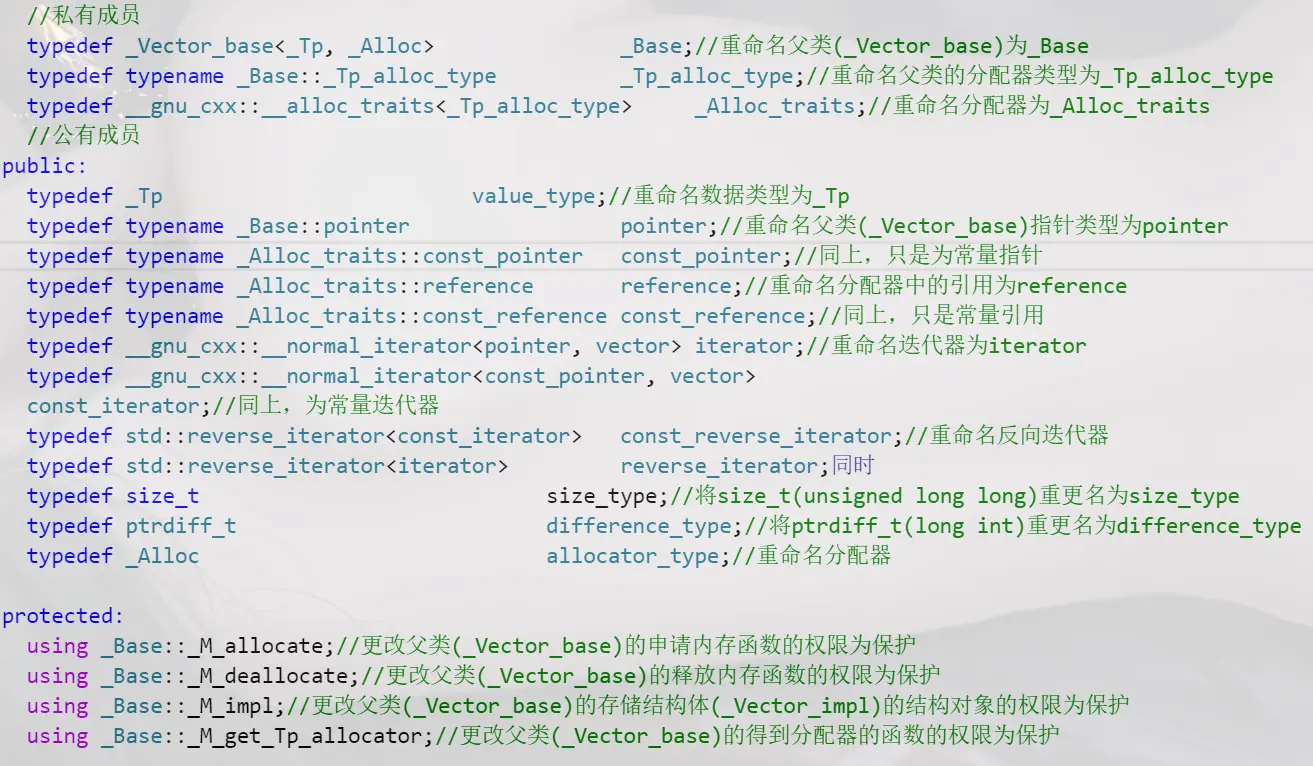 //私有成员
typedef _Vector_base<_Tp, _Alloc> _Base;//重命名父类(_Vector_base)为_Base
typedef typename _Base::_Tp_alloc_type _Tp_alloc_type;//重命名父类的分配器类型为_Tp_alloc_type
typedef __gnu_cxx::__alloc_traits<_Tp_alloc_type> _Alloc_traits;//重命名分配器为_Alloc_traits
//公有成员
public:
typedef _Tp value_type;//重命名数据类型为_Tp
typedef typename _Base::pointer pointer;//重命名父类(_Vector_base)指针类型为pointer
typedef typename _Alloc_traits::const_pointer const_pointer;//同上，只是为常量指针
typedef typename _Alloc_traits::reference reference;//重命名分配器中的引用为reference
typedef typename _Alloc_traits::const_reference const_reference;//同上，只是常量引用
typedef __gnu_cxx::__normal_iterator<pointer, vector> iterator;//重命名迭代器为iterator
typedef __gnu_cxx::__normal_iterator<const_pointer, vector>
const_iterator;//同上，为常量迭代器
typedef std::reverse_iterator<const_iterator> const_reverse_iterator;//重命名反向迭代器
typedef std::reverse_iterator<iterator> reverse_iterator;同时
typedef size_t size_type;//将size_t(unsigned long long)重更名为size_type
typedef ptrdiff_t difference_type;//将ptrdiff_t(long int)重更名为difference_type
typedef _Alloc allocator_type;//重命名分配器
protected:
using _Base::_M_allocate;//更改父类(_Vector_base)的申请内存函数的权限为保护
using _Base::_M_deallocate;//更改父类(_Vector_base)的释放内存函数的权限为保护
using _Base::_M_impl;//更改父类(_Vector_base)的存储结构体(_Vector_impl)的结构对象的权限为保护
using _Base::_M_get_Tp_allocator;//更改父类(_Vector_base)的得到分配器的函数的权限为保护